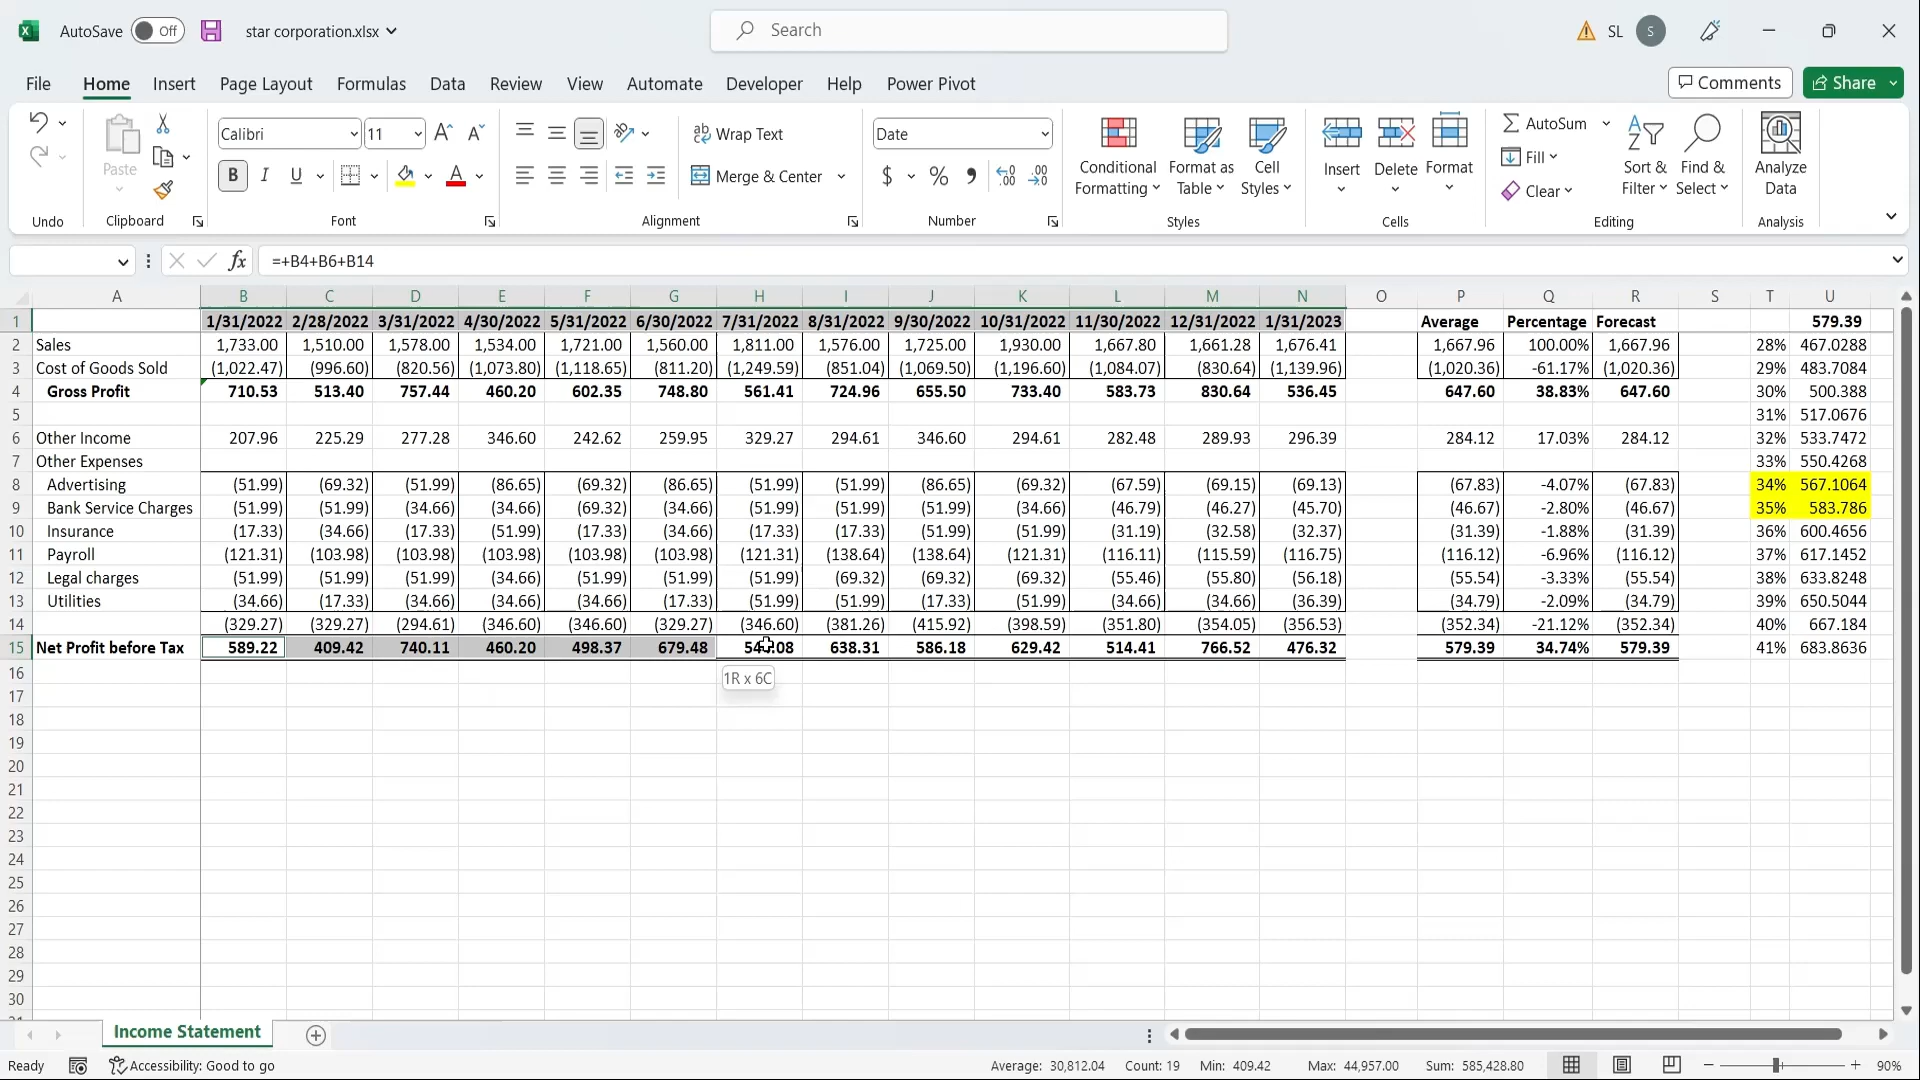 AutoSave Off star corporation.xlsx Search SL S
File Home Insert Page Layout Formulas Data Review View Automate Developer Help Power Pivot Comments Share
Paste Calibri 11 Wrap Text Date Conditional Formatting Format as Table Cell Styles Insert Delete Format AutoSum Sort & Filter Find & Select Analyze Data
B I U A Merge & Center $ % Fill Clear
Undo Clipboard Font Alignment Number Styles Cells Editing Analysis
fx =+B4+B6+B14
A B C D E F G H I J K L M N O P Q R S T U
1 1/31/2022 2/28/2022 3/31/2022 4/30/2022 5/31/2022 6/30/2022 7/31/2022 8/31/2022 9/30/2022 10/31/2022 11/30/2022 12/31/2022 1/31/2023 Average Percentage Forecast 579.39
2 Sales 1,733.00 1,510.00 1,578.00 1,534.00 1,721.00 1,560.00 1,811.00 1,576.00 1,725.00 1,930.00 1,667.80 1,661.28 1,676.41 1,667.96 100.00% 1,667.96 28% 467.0288
3 Cost of Goods Sold (1,022.47) (996.60) (820.56) (1,073.80) (1,118.65) (811.20) (1,249.59) (851.04) (1,069.50) (1,196.60) (1,084.07) (830.64) (1,139.96) (1,020.36) -61.17% (1,020.36) 29% 483.7084
4 Gross Profit 710.53 513.40 757.44 460.20 602.35 748.80 561.41 724.96 655.50 733.40 583.73 830.64 536.45 647.60 38.83% 647.60 30% 500.388
5 31% 517.0676
6 Other Income 207.96 225.29 277.28 346.60 242.62 259.95 329.27 294.61 346.60 294.61 282.48 289.93 296.39 284.12 17.03% 284.12 32% 533.7472
7 Other Expenses 33% 550.4268
8 Advertising (51.99) (69.32) (51.99) (86.65) (69.32) (86.65) (51.99) (51.99) (86.65) (69.32) (67.59) (69.15) (69.13) (67.83) -4.07% (67.83) 34% 567.1064
9 Bank Service Charges (51.99) (51.99) (34.66) (34.66) (69.32) (34.66) (51.99) (51.99) (51.99) (34.66) (46.79) (46.27) (45.70) (46.67) -2.80% (46.67) 35% 583.786
10 Insurance (17.33) (34.66) (17.33) (51.99) (17.33) (34.66) (17.33) (17.33) (51.99) (51.99) (31.19) (32.58) (32.37) (31.39) -1.88% (31.39) 36% 600.4656
11 Payroll (121.31) (103.98) (103.98) (103.98) (103.98) (103.98) (121.31) (138.64) (138.64) (121.31) (116.11) (115.59) (116.75) (116.12) -6.96% (116.12) 37% 617.1452
12 Legal charges (51.99) (51.99) (51.99) (34.66) (51.99) (51.99) (51.99) (69.32) (69.32) (69.32) (55.46) (55.80) (56.18) (55.54) -3.33% (55.54) 38% 633.8248
13 Utilities (34.66) (17.33) (34.66) (34.66) (34.66) (17.33) (51.99) (51.99) (17.33) (51.99) (34.66) (34.66) (36.39) (34.79) -2.09% (34.79) 39% 650.5044
14 (329.27) (329.27) (294.61) (346.60) (346.60) (329.27) (346.60) (381.26) (415.92) (398.59) (351.80) (354.05) (356.53) (352.34) -21.12% (352.34) 40% 667.184
15 Net Profit before Tax 589.22 409.42 740.11 460.20 498.37 679.48 638.31 586.18 629.42 514.41 766.52 476.32 579.39 34.74% 579.39 41% 683.8636
16
1R x 6C
17
18
19
20
21
22
23
24
25
26
27
28
29
30
Income Statement
Ready Accessibility: Good to go Average: 30,812.04 Count: 19 Min: 409.42 Max: 44,957.00 Sum: 585,428.80 90%